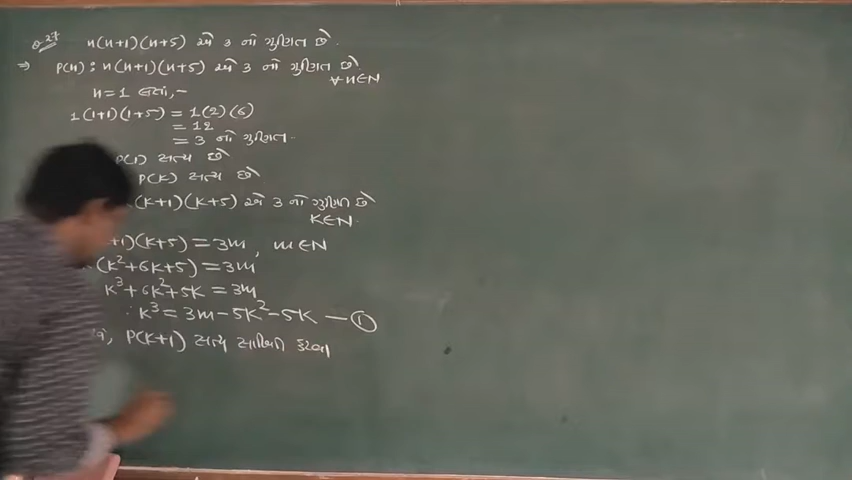 Q.27 n(n+1)(n+5) એ 3 નો ગુણિત છે.
⇒ P(n) : n(n+1)(n+5) એ 3 નો ગુણિત છે.
∀ n∈N
n=1 લેતાં,-
1(1+1)(1+5) = 1(2)(6)
= 12
= 3 નો ગુણિત.
P(1) સત્ય છે
P(K) સત્ય છે
(K+1)(K+5) એ 3 નો ગુણિત છે
K∈N.
+1)(K+5) = 3m, m∈N
(K²+6K+5) = 3m
K³+6K²+5K = 3m
∴ K³ = 3m-5K²-5K —①
P(K+1) સત્ય સાબિત કરવા